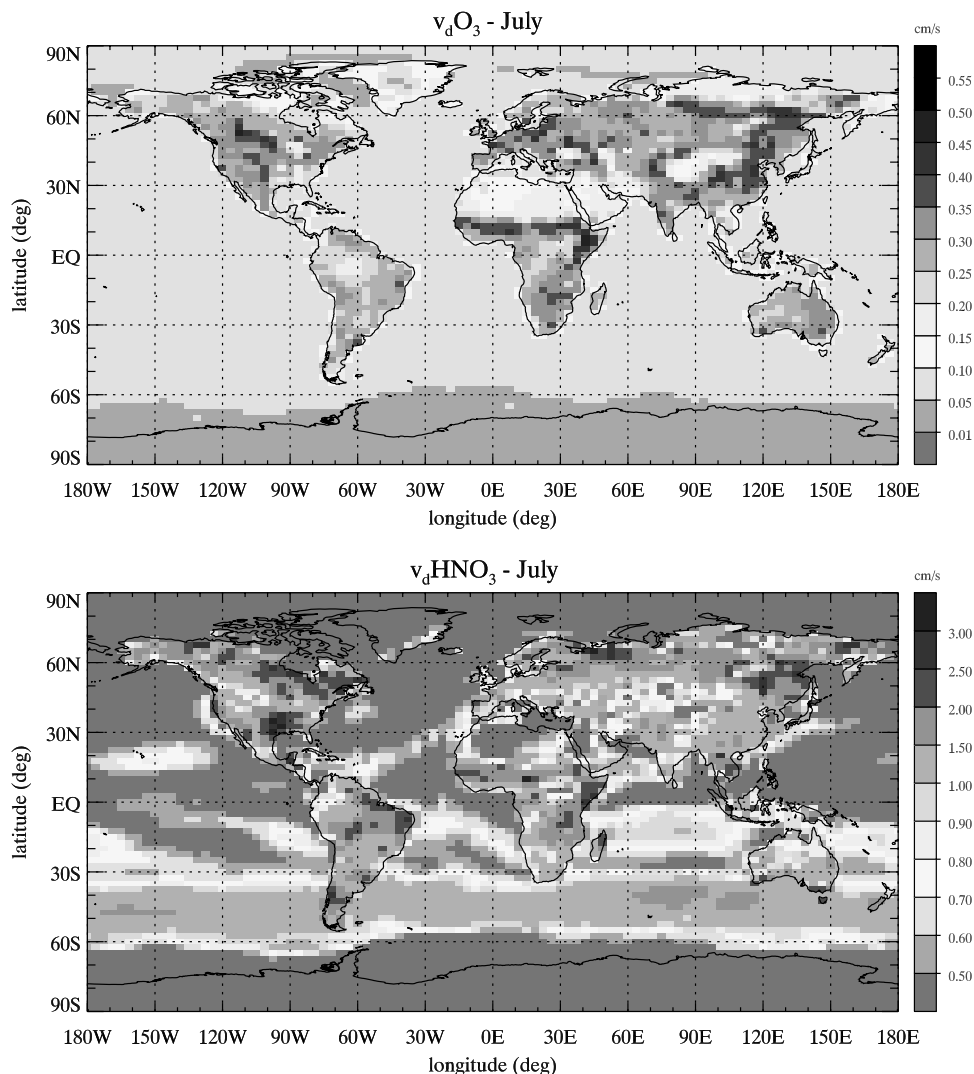 v_dO_3 - July
cm/s
90N
60N
30N
EQ
30S
60S
90S
latitude (deg)
180W 150W 120W 90W 60W 30W 0E 30E 60E 90E 120E 150E 180E
longitude (deg)
0.55
0.50
0.45
0.40
0.35
0.30
0.25
0.20
0.15
0.10
0.05
0.01
v_dHNO_3 - July
cm/s
90N
60N
30N
EQ
30S
60S
90S
latitude (deg)
180W 150W 120W 90W 60W 30W 0E 30E 60E 90E 120E 150E 180E
longitude (deg)
3.00
2.50
2.00
1.50
1.00
0.90
0.80
0.70
0.60
0.50